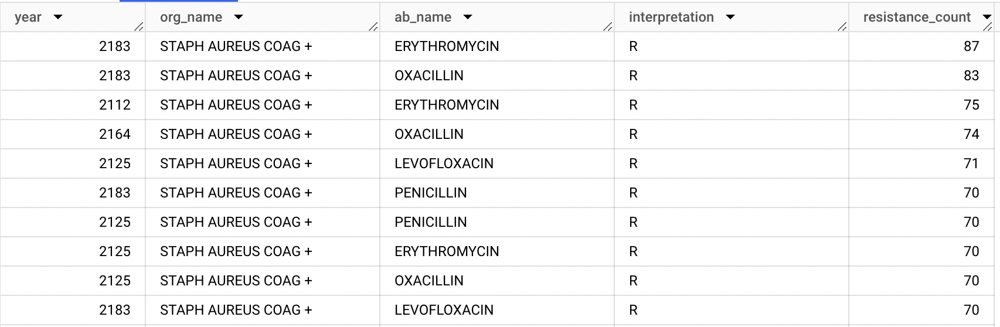 year org_name ab_name interpretation resistance_count
2183 STAPH AUREUS COAG + ERYTHROMYCIN R 87
2183 STAPH AUREUS COAG + OXACILLIN R 83
2112 STAPH AUREUS COAG + ERYTHROMYCIN R 75
2164 STAPH AUREUS COAG + OXACILLIN R 74
2125 STAPH AUREUS COAG + LEVOFLOXACIN R 71
2183 STAPH AUREUS COAG + PENICILLIN R 70
2125 STAPH AUREUS COAG + PENICILLIN R 70
2125 STAPH AUREUS COAG + ERYTHROMYCIN R 70
2125 STAPH AUREUS COAG + OXACILLIN R 70
2183 STAPH AUREUS COAG + LEVOFLOXACIN R 70